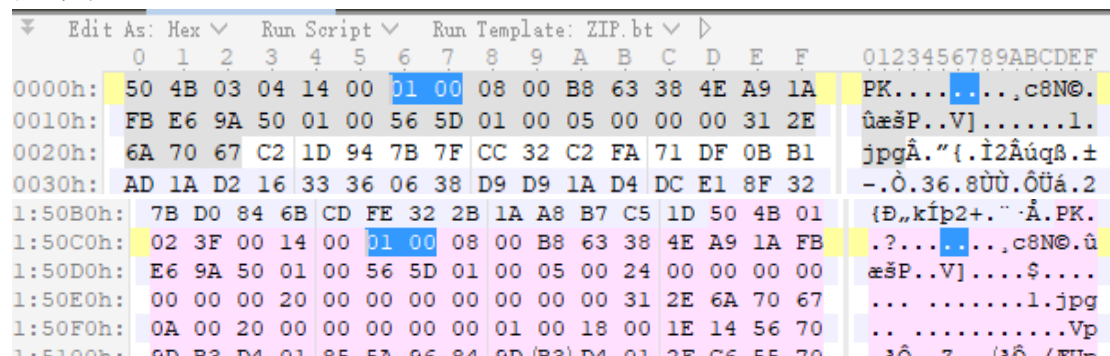 Edit As: Hex Run Script Run Template: ZIP.bt
0 1 2 3 4 5 6 7 8 9 A B C D E F 0123456789ABCDEF
0000h: 50 4B 03 04 14 00 01 00 08 00 B8 63 38 4E A9 1A PK......¸c8N©.
0010h: FB E6 9A 50 01 00 56 5D 01 00 05 00 00 00 31 2E ûæšP..V]......1.
0020h: 6A 70 67 C2 1D 94 7B 7F CC 32 C2 FA 71 DF 0B B1 jpgÂ.”{.Ì2Âúqß.±
0030h: AD 1A D2 16 33 36 06 38 D9 D9 1A D4 DC E1 8F 32 -.Ò.36.8ÙÙ.ÔÜá.2
1:50B0h: 7B D0 84 6B CD FE 32 2B 1A A8 B7 C5 1D 50 4B 01 {Ð„kÍþ2+.¨·Å.PK.
1:50C0h: 02 3F 00 14 00 01 00 08 00 B8 63 38 4E A9 1A FB .?.......¸c8N©.û
1:50D0h: E6 9A 50 01 00 56 5D 01 00 05 00 24 00 00 00 00 æšP..V]....$....
1:50E0h: 00 00 00 20 00 00 00 00 00 00 00 31 2E 6A 70 67 ... .......1.jpg
1:50F0h: 0A 00 20 00 00 00 00 00 01 00 18 00 1E 14 56 70 .. ...........Vp